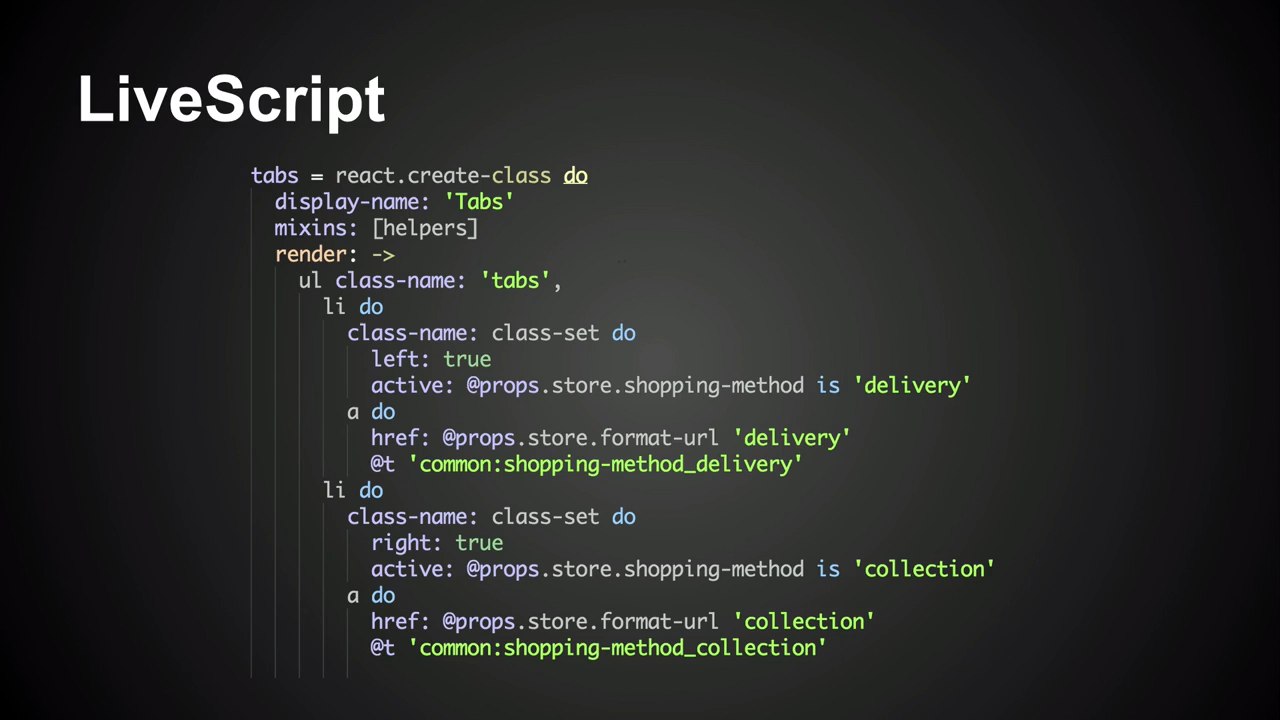 LiveScript
tabs = react.create-class do
display-name: 'Tabs'
mixins: [helpers]
render: ->
ul class-name: 'tabs',
li do
class-name: class-set do
left: true
active: @props.store.shopping-method is 'delivery'
a do
href: @props.store.format-url 'delivery'
@t 'common:shopping-method_delivery'
li do
class-name: class-set do
right: true
active: @props.store.shopping-method is 'collection'
a do
href: @props.store.format-url 'collection'
@t 'common:shopping-method_collection'